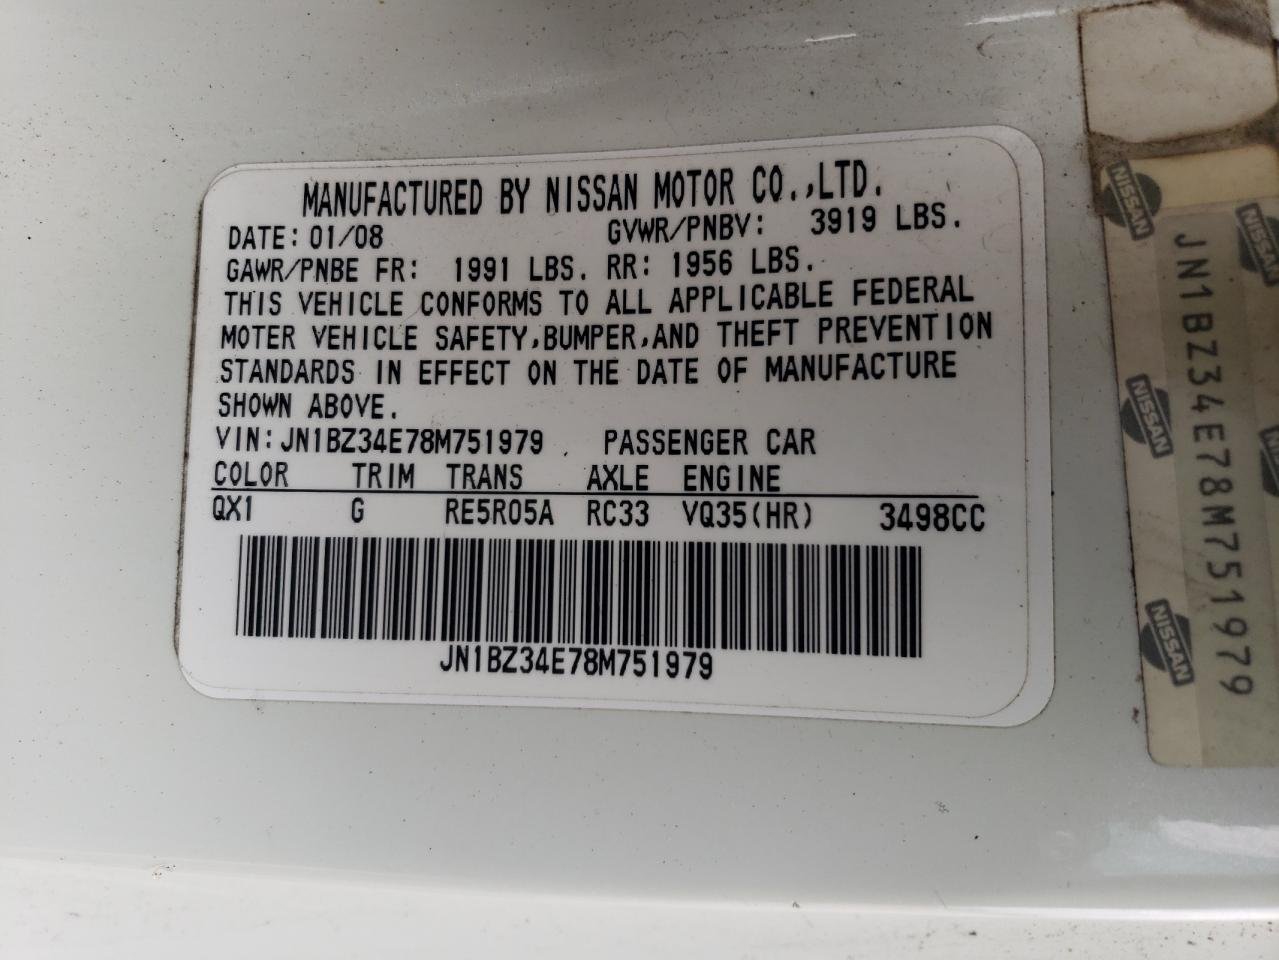 MANUFACTURED BY NISSAN MOTOR CO.,LTD.
DATE: 01/08 GVWR/PNBV: 3919 LBS.
GAWR/PNBE FR: 1991 LBS. RR: 1956 LBS.
THIS VEHICLE CONFORMS TO ALL APPLICABLE FEDERAL
MOTER VEHICLE SAFETY,BUMPER,AND THEFT PREVENTION
STANDARDS IN EFFECT ON THE DATE OF MANUFACTURE
SHOWN ABOVE.
VIN: JN1BZ34E78M751979 PASSENGER CAR
COLOR TRIM TRANS AXLE ENGINE
QX1 G RE5R05A RC33 VQ35(HR) 3498CC
JN1BZ34E78M751979
JN1BZ34E78M751979
NISSAN
NISSAN
NISSAN
NISSAN